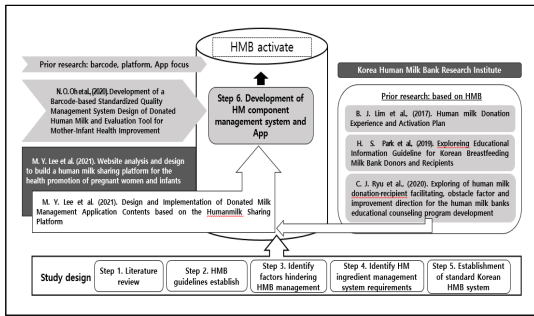 HMB activate
Prior research: barcode, platform, App focus
N. O. Oh et al., (2020). Development of a
Barcode-based Standardized Quality
Management System Design of Donated
Human Milk and Evaluation Tool for
Mother-Infant Health Improvement
M. Y. Lee et al. (2021). Website analysis and design
to build a human milk sharing platform for the
health promotion of pregnant women and infants
M. Y. Lee et al. (2021). Design and Implementation of Donated Milk
Management Application Contents based on the Humanmilk Sharing
Platform
Step 6. Development of
HM component
management system and
App
Korea Human Milk Bank Research Institute
Prior research: based on HMB
B. J. Lim et al., (2017). Human milk Donation
Experience and Activation Plan
H. S. Park et al., (2019). Exploreing Educational
Information Guideline for Korean Breastfeeding
Milk Bank Donors and Recipients
C. J. Ryu et al., (2020). Exploring of human milk
donation-recipient facilitating, obstacle factor and
improvement direction for the human milk banks
educational counseling program development
Study design
Step 1. Literature
review
Step 2. HMB
guidelines establish
Step 3. Identify
factors hindering
HMB management
Step 4. Identify HM
ingredient management
system requirements
Step 5. Establishment
of standard Korean
HMB system